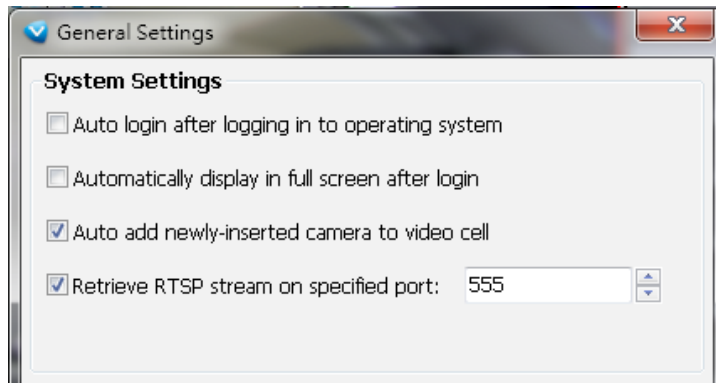 General Settings
System Settings
Auto login after logging in to operating system
Automatically display in full screen after login
Auto add newly-inserted camera to video cell
Retrieve RTSP stream on specified port: 555